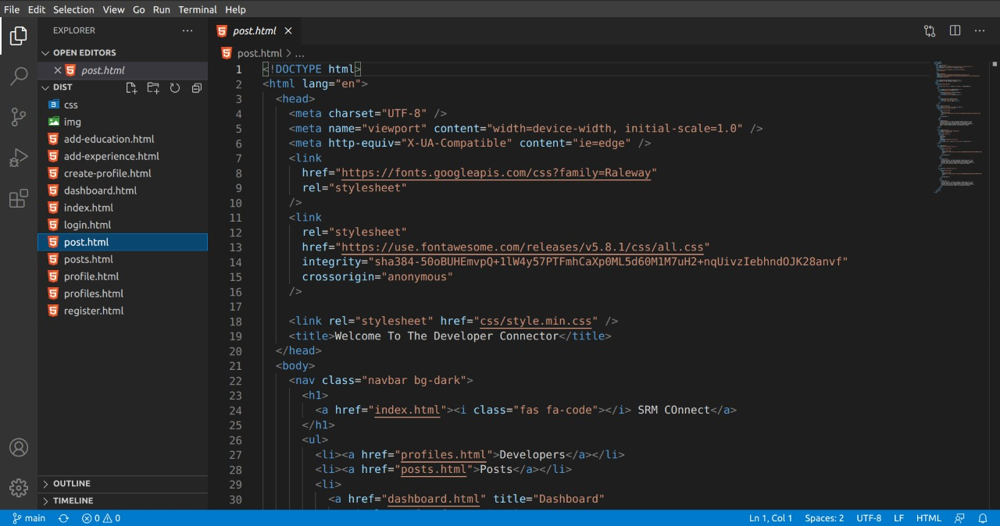 File Edit Selection View Go Run Terminal Help
EXPLORER
OPEN EDITORS
post.html
DIST
css
img
add-education.html
add-experience.html
create-profile.html
dashboard.html
index.html
login.html
post.html
posts.html
profile.html
profiles.html
register.html
OUTLINE
TIMELINE
post.html
post.html > ...
1 <!DOCTYPE html>
2 <html lang="en">
3 <head>
4 <meta charset="UTF-8" />
5 <meta name="viewport" content="width=device-width, initial-scale=1.0" />
6 <meta http-equiv="X-UA-Compatible" content="ie=edge" />
7 <link
8 href="https://fonts.googleapis.com/css?family=Raleway"
9 rel="stylesheet"
10 />
11 <link
12 rel="stylesheet"
13 href="https://use.fontawesome.com/releases/v5.8.1/css/all.css"
14 integrity="sha384-50oBUHEmvpQ+1lW4y57PTFmhCaXp0ML5d60M1M7uH2+nqUivzIebhndOJK28anvf"
15 crossorigin="anonymous"
16 />
17
18 <link rel="stylesheet" href="css/style.min.css" />
19 <title>Welcome To The Developer Connector</title>
20 </head>
21 <body>
22 <nav class="navbar bg-dark">
23 <h1>
24 <a href="index.html"><i class="fas fa-code"></i> SRM COnnect</a>
25 </h1>
26 <ul>
27 <li><a href="profiles.html">Developers</a></li>
28 <li><a href="posts.html">Posts</a></li>
29 <li>
30 <a href="dashboard.html" title="Dashboard"
main 0 0 Ln 1, Col 1 Spaces: 2 UTF-8 LF HTML